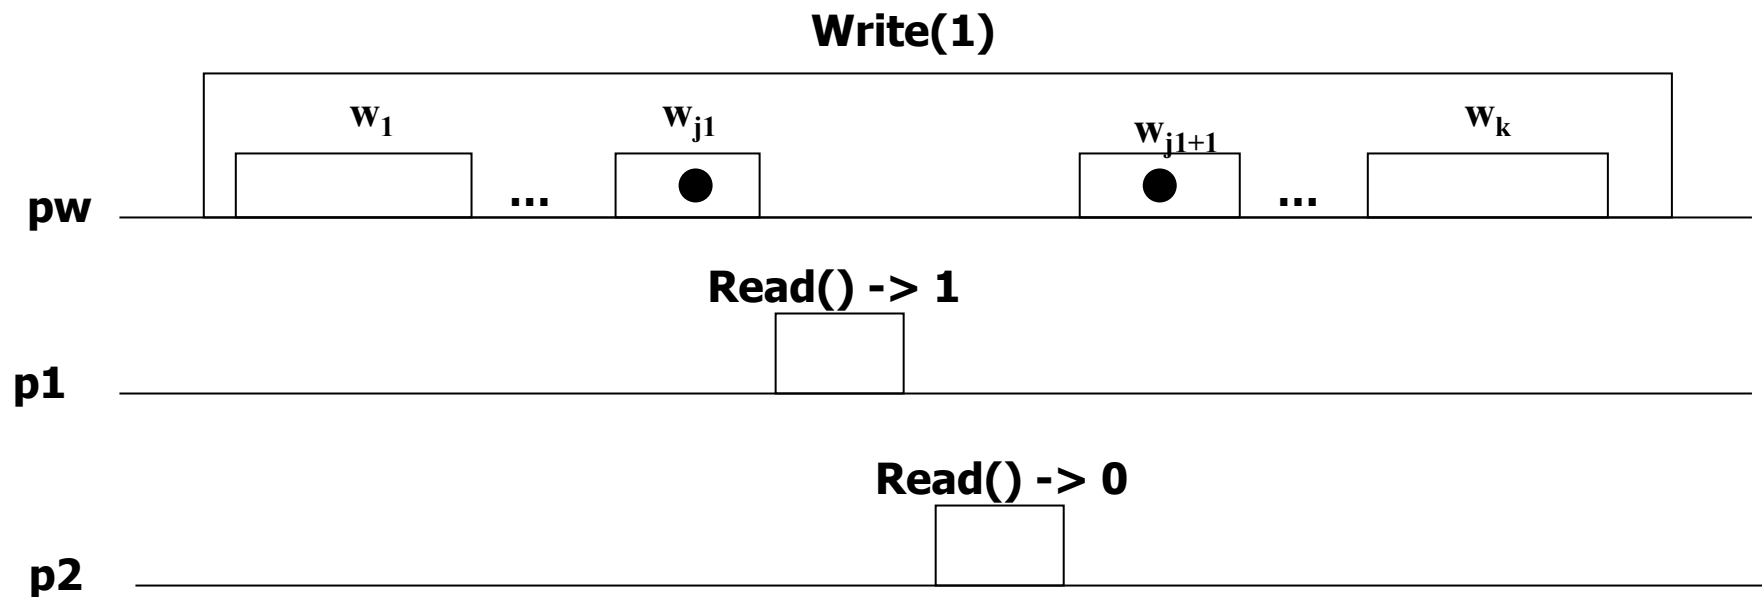 Write(1)
w1 wj1 wj1+1 wk
... ...
pw
Read() -> 1
p1
Read() -> 0
p2